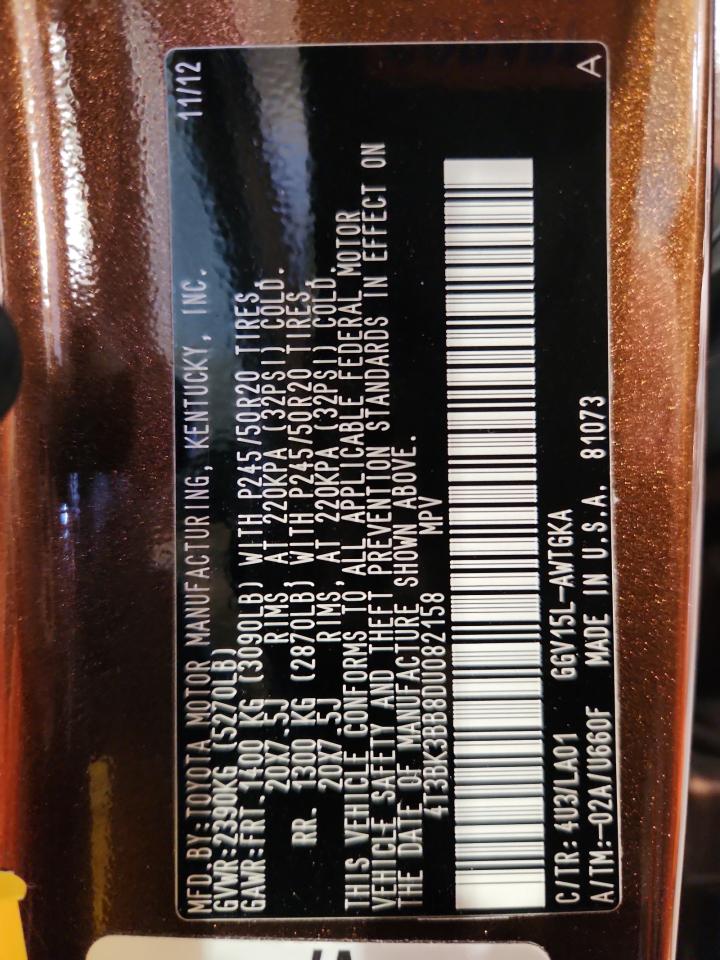 MFD.BY:TOYOTA MOTOR MANUFACTURING, KENTUCKY, INC. 11/12
GVWR:2390KG (5270LB)
GAWR:FRT.1400 KG (3090LB) WITH P245/50R20 TIRES,
20X7.5J RIMS, AT 220KPA (32PSI) COLD.
RR. 1300 KG (2870LB) WITH P245/50R20 TIRES,
20X7.5J RIMS, AT 220KPA (32PSI) COLD.
THIS VEHICLE CONFORMS TO ALL APPLICABLE FEDERAL MOTOR
VEHICLE SAFETY AND THEFT PREVENTION STANDARDS IN EFFECT ON
THE DATE OF MANUFACTURE SHOWN ABOVE.
4T3BK3BB8DU082158 MPV
C/TR: 4U3/LA01 GGV15L-AWTGKA
A/TM:-02A/U660F MADE IN U.S.A. 81073 A